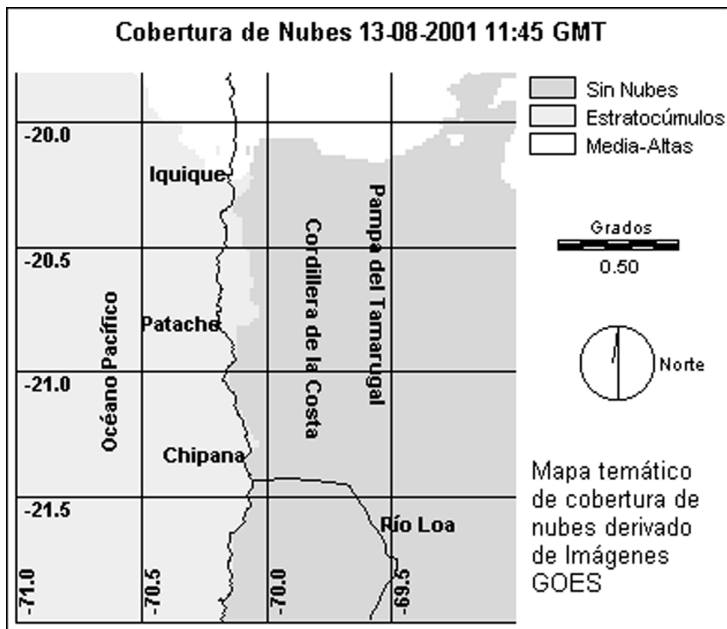 Cobertura de Nubes 13-08-2001 11:45 GMT
Sin Nubes
Estratocúmulos
Media-Altas
-20.0
Iquique
Grados
0.50
-20.5
Pampa del Tamarugal
Cordillera de la Costa
Océano Pacífico
Patache
Norte
-21.0
Chipana
Mapa temático
de cobertura de
nubes derivado
de Imágenes
GOES
-21.5
Río Loa
-71.0
-70.5
-70.0
-69.5